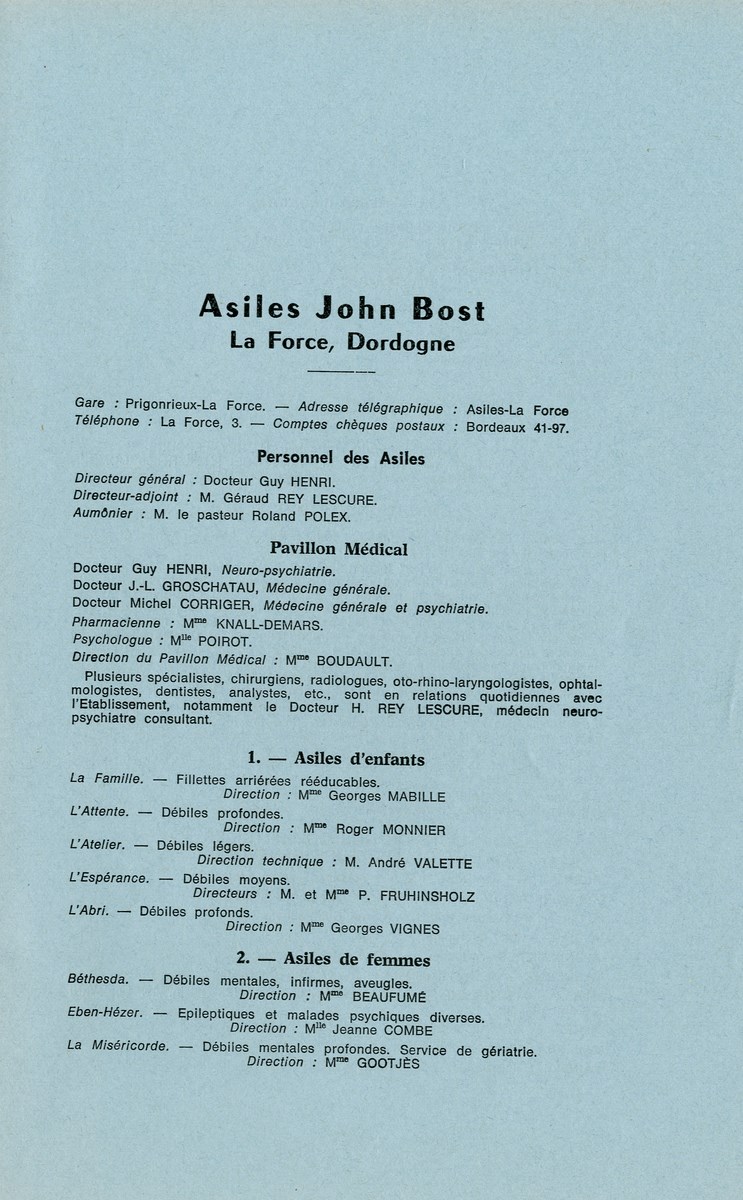 Asiles John Bost
La Force, Dordogne
Gare : Prigonrieux-La Force. — Adresse télégraphique : Asiles-La Force
Téléphone : La Force, 3. — Comptes chèques postaux : Bordeaux 41-97.
Personnel des Asiles
Directeur général : Docteur Guy HENRI.
Directeur-adjoint : M. Géraud REY LESCURE.
Aumônier : M. le pasteur Roland POLEX.
Pavillon Médical
Docteur Guy HENRI, Neuro-psychiatrie.
Docteur J.-L. GROSCHATAU, Médecine générale.
Docteur Michel CORRIGER, Médecine générale et psychiatrie.
Pharmacienne : Mme KNALL-DEMARS.
Psychologue : Mlle POIROT.
Direction du Pavillon Médical : Mme BOUDAULT.
Plusieurs spécialistes, chirurgiens, radiologues, oto-rhino-laryngologistes, ophtal-
mologistes, dentistes, analystes, etc., sont en relations quotidiennes avec
l'Etablissement, notamment le Docteur H. REY LESCURE, médecin neuro-
psychiatre consultant.
1. — Asiles d'enfants
La Famille. — Fillettes arriérées rééducables.
Direction : Mme Georges MABILLE
L'Attente. — Débiles profondes.
Direction : Mme Roger MONNIER
L'Atelier. — Débiles légers.
Direction technique : M. André VALETTE
L'Espérance. — Débiles moyens.
Directeurs : M. et Mme P. FRUHINSHOLZ
L'Abri. — Débiles profonds.
Direction : Mme Georges VIGNES
2. — Asiles de femmes
Béthesda. — Débiles mentales, infirmes, aveugles.
Direction : Mme BEAUFUMÉ
Eben-Hézer. — Epileptiques et malades psychiques diverses.
Direction : Mlle Jeanne COMBE
La Miséricorde. — Débiles mentales profondes. Service de gériatrie.
Direction : Mme GOOTJÈS